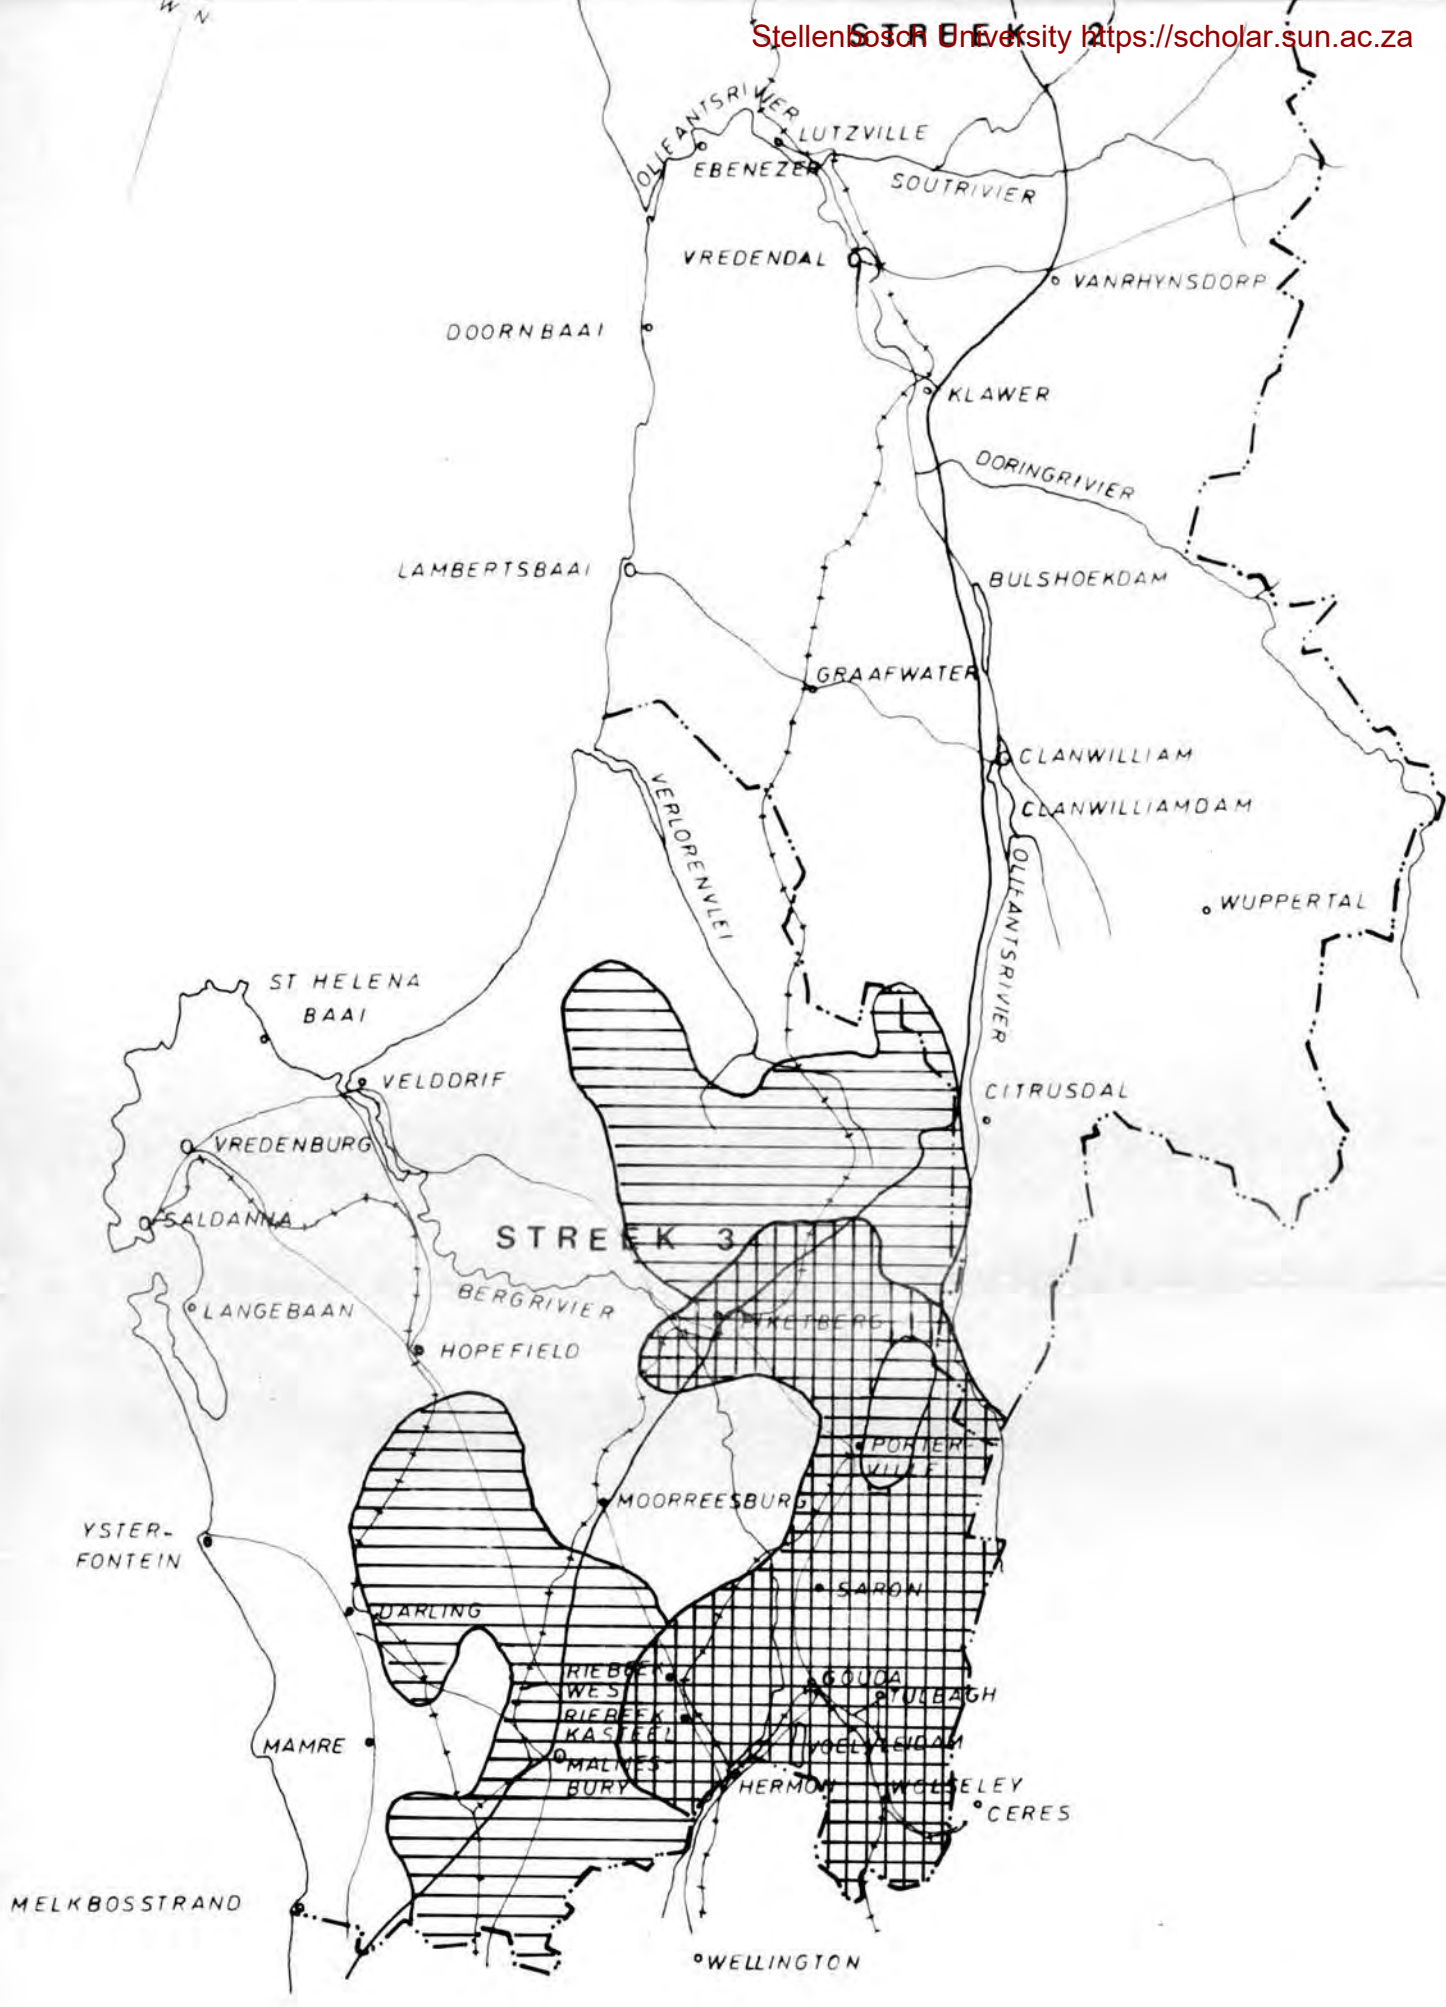 W N
STREEK 2
Stellenbosch University https://scholar.sun.ac.za
OLIFANTSRIWER
LUTZVILLE
EBENEZER
SOUTRIVIER
VREDENDAL
VANRHYNSDORP
DOORNBAAI
KLAWER
DORINGRIVIER
LAMBERTSBAAI
BULSHOEKDAM
GRAAFWATER
CLANWILLIAM
VERLORENVLEI
CLANWILLIAMDAM
OLIFANTSRIVIER
WUPPERTAL
ST HELENA
BAAI
VELDDRIF
CITRUSDAL
VREDENBURG
SALDANHA
STREEK 3
BERGRIVIER
LANGEBAAN
PIKETBERG
HOPEFIELD
PORTER-
VILLE
MOORREESBURG
YSTER-
FONTEIN
SARON
DARLING
RIEBEEK
WES
GOUDA
TULBAGH
RIEBEEK
KASTEEL
MAMRE
VOELVLEIDAM
MALMES-
BURY
HERMON
WOLSELEY
CERES
MELKBOSSTRAND
WELLINGTON